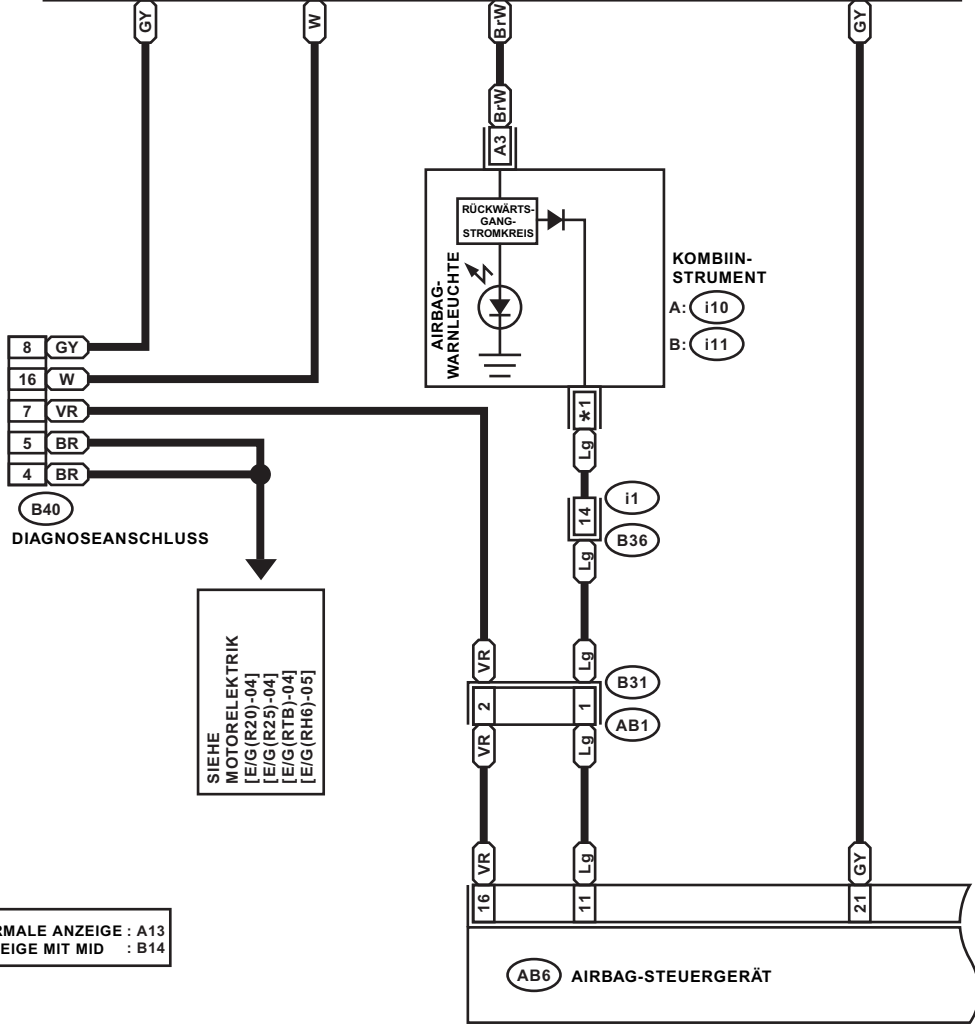 GY
W
BrW
GY
BrW
A3
RÜCKWÄRTS-
GANG-
STROMKREIS
AIRBAG-
WARNLEUCHTE
KOMBIIN-
STRUMENT
A: i10
B: i11
8 GY
16 W
7 VR
5 BR
4 BR
B40
DIAGNOSEANSCHLUSS
*1
Lg
14
i1
B36
Lg
SIEHE
MOTORELEKTRIK
[E/G(R20)-04]
[E/G(R25)-04]
[E/G(RTB)-04]
[E/G(RH6)-05]
VR
Lg
2
1
B31
AB1
VR
Lg
VR
Lg
GY
16
11
21
RMALE ANZEIGE : A13
EIGE MIT MID : B14
AB6 AIRBAG-STEUERGERÄT